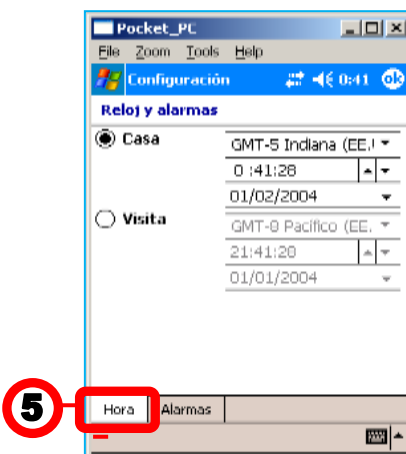 Pocket_PC
File Zoom Tools Help
Configuración 0:41 ok
Reloj y alarmas
Casa GMT-5 Indiana (EE.
0 :41:28
01/02/2004
Visita GMT-8 Pacífico (EE.
21:41:28
01/01/2004
5 Hora Alarmas